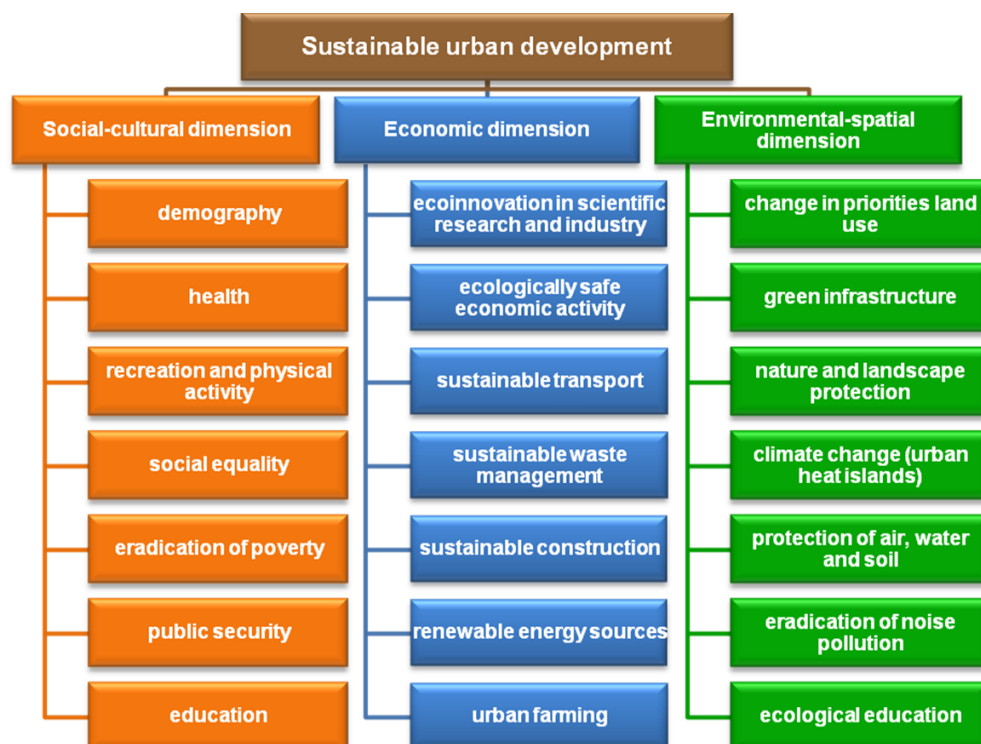 Sustainable urban development
Social-cultural dimension
demography
health
recreation and physical
activity
social equality
eradication of poverty
public security
education
Economic dimension
ecoinnovation in scientific
research and industry
ecologically safe
economic activity
sustainable transport
sustainable waste
management
sustainable construction
renewable energy sources
urban farming
Environmental-spatial
dimension
change in priorities land
use
green infrastructure
nature and landscape
protection
climate change (urban
heat islands)
protection of air, water
and soil
eradication of noise
pollution
ecological education